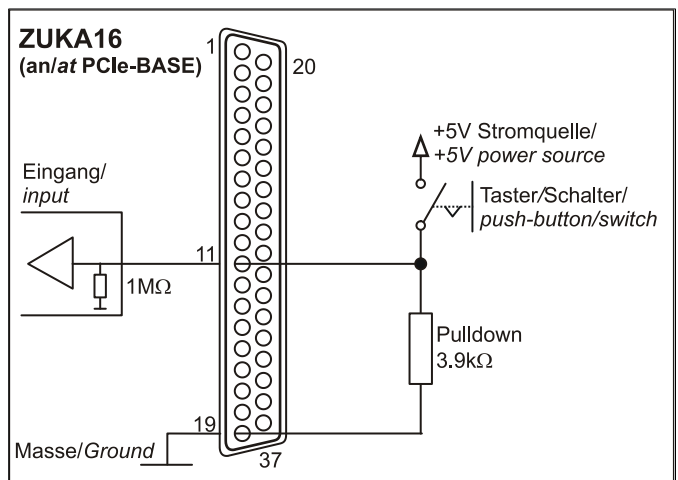 ZUKA16
(an/at PCIe-BASE)
1
20
+5V Stromquelle/
+5V power source
Eingang/
input
Taster/Schalter/
push-button/switch
11
1MΩ
Pulldown
3.9kΩ
19
Masse/Ground
37